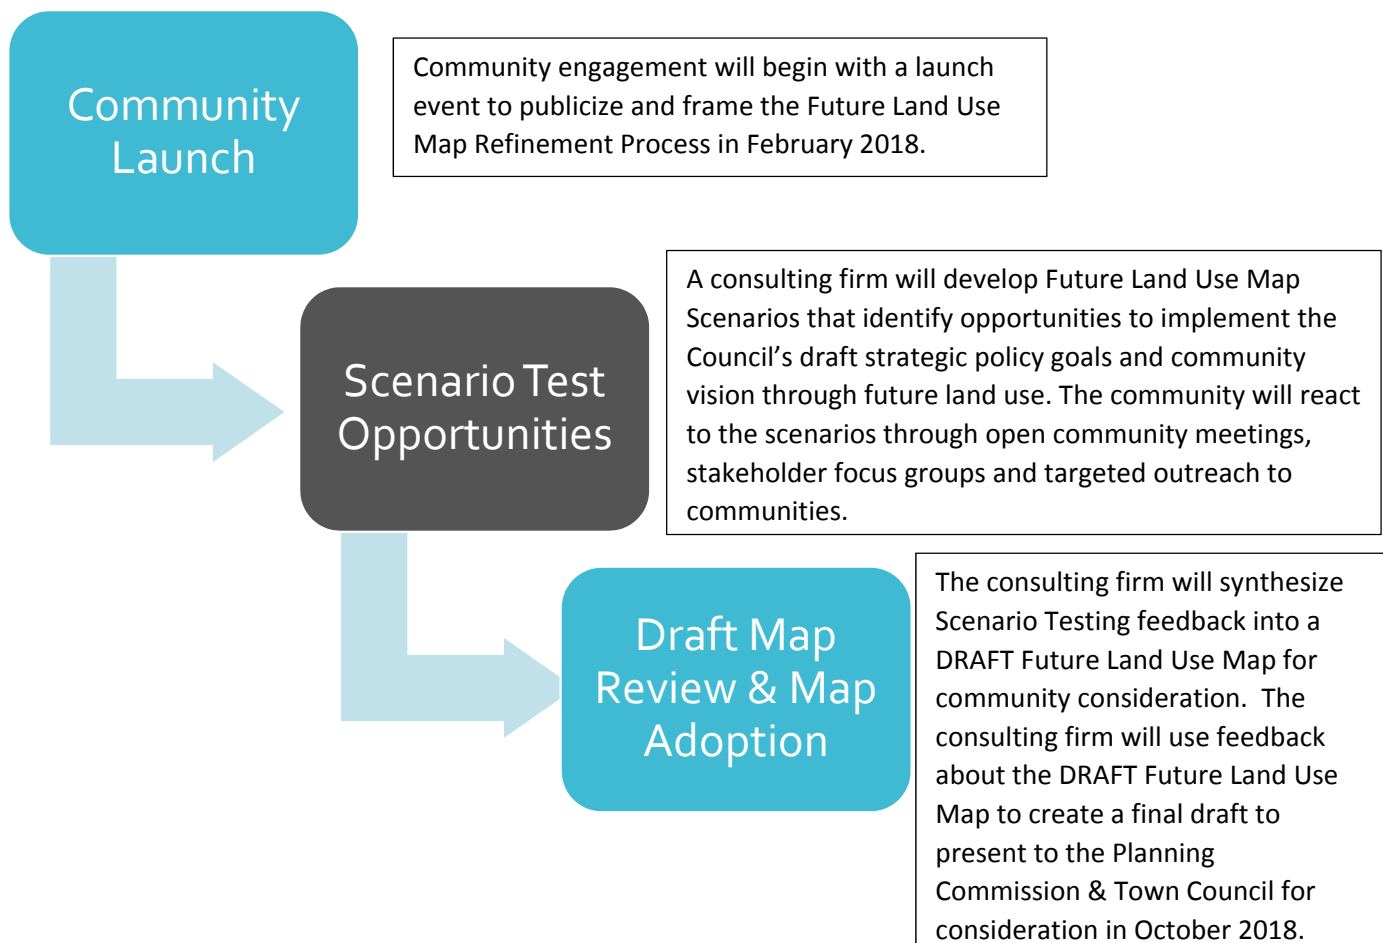 Community
Launch
Community engagement will begin with a launch
event to publicize and frame the Future Land Use
Map Refinement Process in February 2018.
Scenario Test
Opportunities
A consulting firm will develop Future Land Use Map
Scenarios that identify opportunities to implement the
Council’s draft strategic policy goals and community
vision through future land use. The community will react
to the scenarios through open community meetings,
stakeholder focus groups and targeted outreach to
communities.
Draft Map
Review & Map
Adoption
The consulting firm will synthesize
Scenario Testing feedback into a
DRAFT Future Land Use Map for
community consideration.  The
consulting firm will use feedback
about the DRAFT Future Land Use
Map to create a final draft to
present to the Planning
Commission & Town Council for
consideration in October 2018.